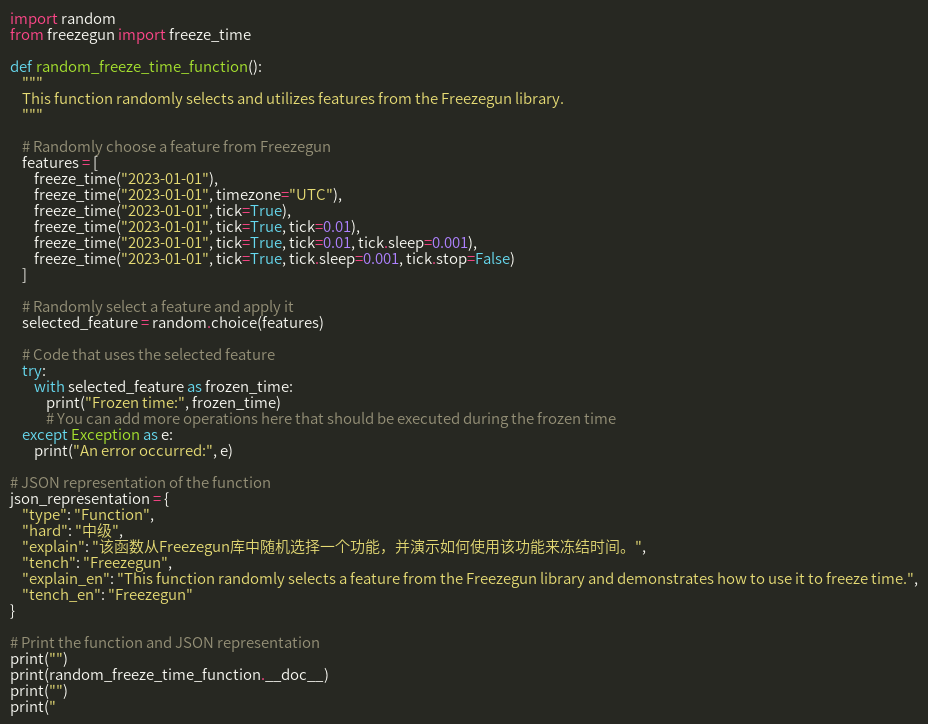 import random
from freezegun import freeze_time

def random_freeze_time_function():
    """
    This function randomly selects and utilizes features from the Freezegun library.
    """

    # Randomly choose a feature from Freezegun
    features = [
        freeze_time("2023-01-01"),
        freeze_time("2023-01-01", timezone="UTC"),
        freeze_time("2023-01-01", tick=True),
        freeze_time("2023-01-01", tick=True, tick=0.01),
        freeze_time("2023-01-01", tick=True, tick=0.01, tick.sleep=0.001),
        freeze_time("2023-01-01", tick=True, tick.sleep=0.001, tick.stop=False)
    ]

    # Randomly select a feature and apply it
    selected_feature = random.choice(features)

    # Code that uses the selected feature
    try:
        with selected_feature as frozen_time:
            print("Frozen time:", frozen_time)
            # You can add more operations here that should be executed during the frozen time
    except Exception as e:
        print("An error occurred:", e)

# JSON representation of the function
json_representation = {
    "type": "Function",
    "hard": "中级",
    "explain": "该函数从Freezegun库中随机选择一个功能，并演示如何使用该功能来冻结时间。",
    "tench": "Freezegun",
    "explain_en": "This function randomly selects a feature from the Freezegun library and demonstrates how to use it to freeze time.",
    "tench_en": "Freezegun"
}

# Print the function and JSON representation
print("")
print(random_freeze_time_function.__doc__)
print("")
print("